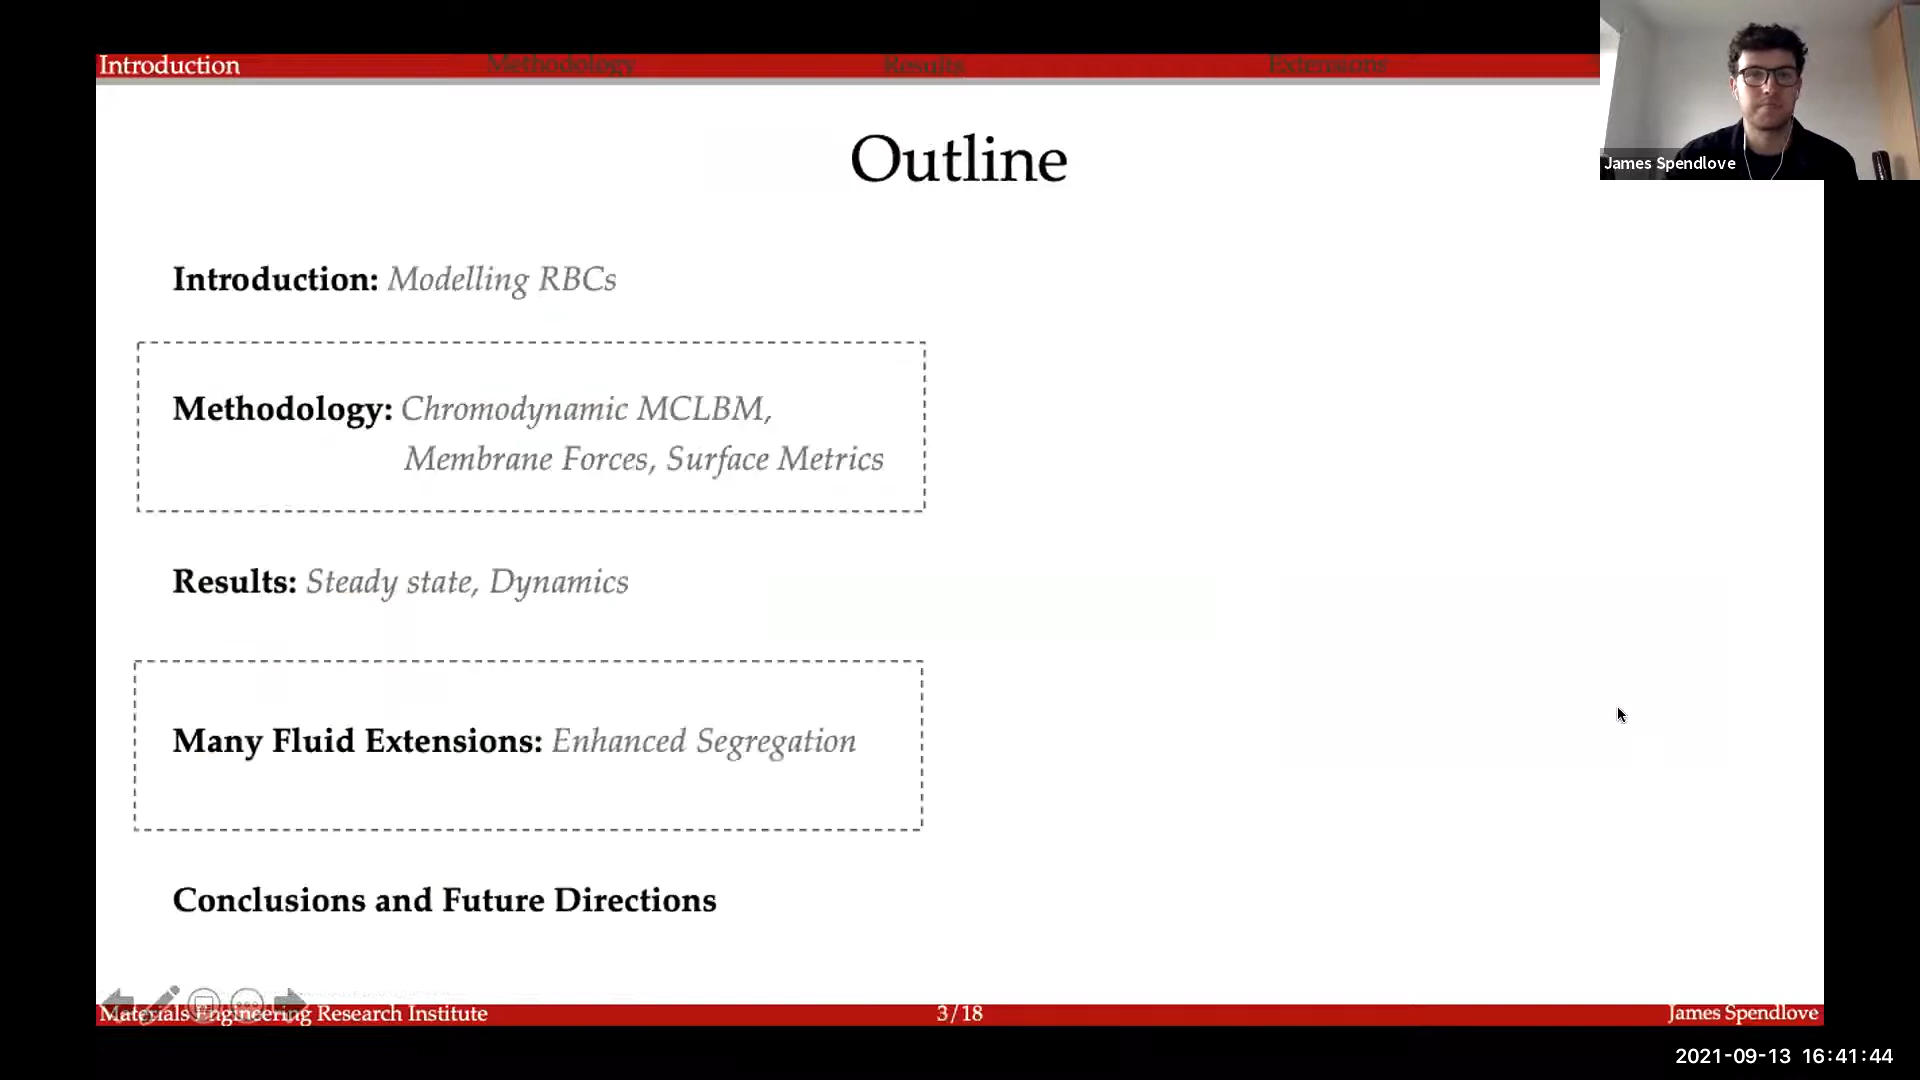 Introduction Methodology Results Extensions
James Spendlove
Outline
Introduction: Modelling RBCs
Methodology: Chromodynamic MCLBM,
Membrane Forces, Surface Metrics
Results: Steady state, Dynamics
Many Fluid Extensions: Enhanced Segregation
Conclusions and Future Directions
Materials Engineering Research Institute 3/18 James Spendlove
2021-09-13 16:41:44